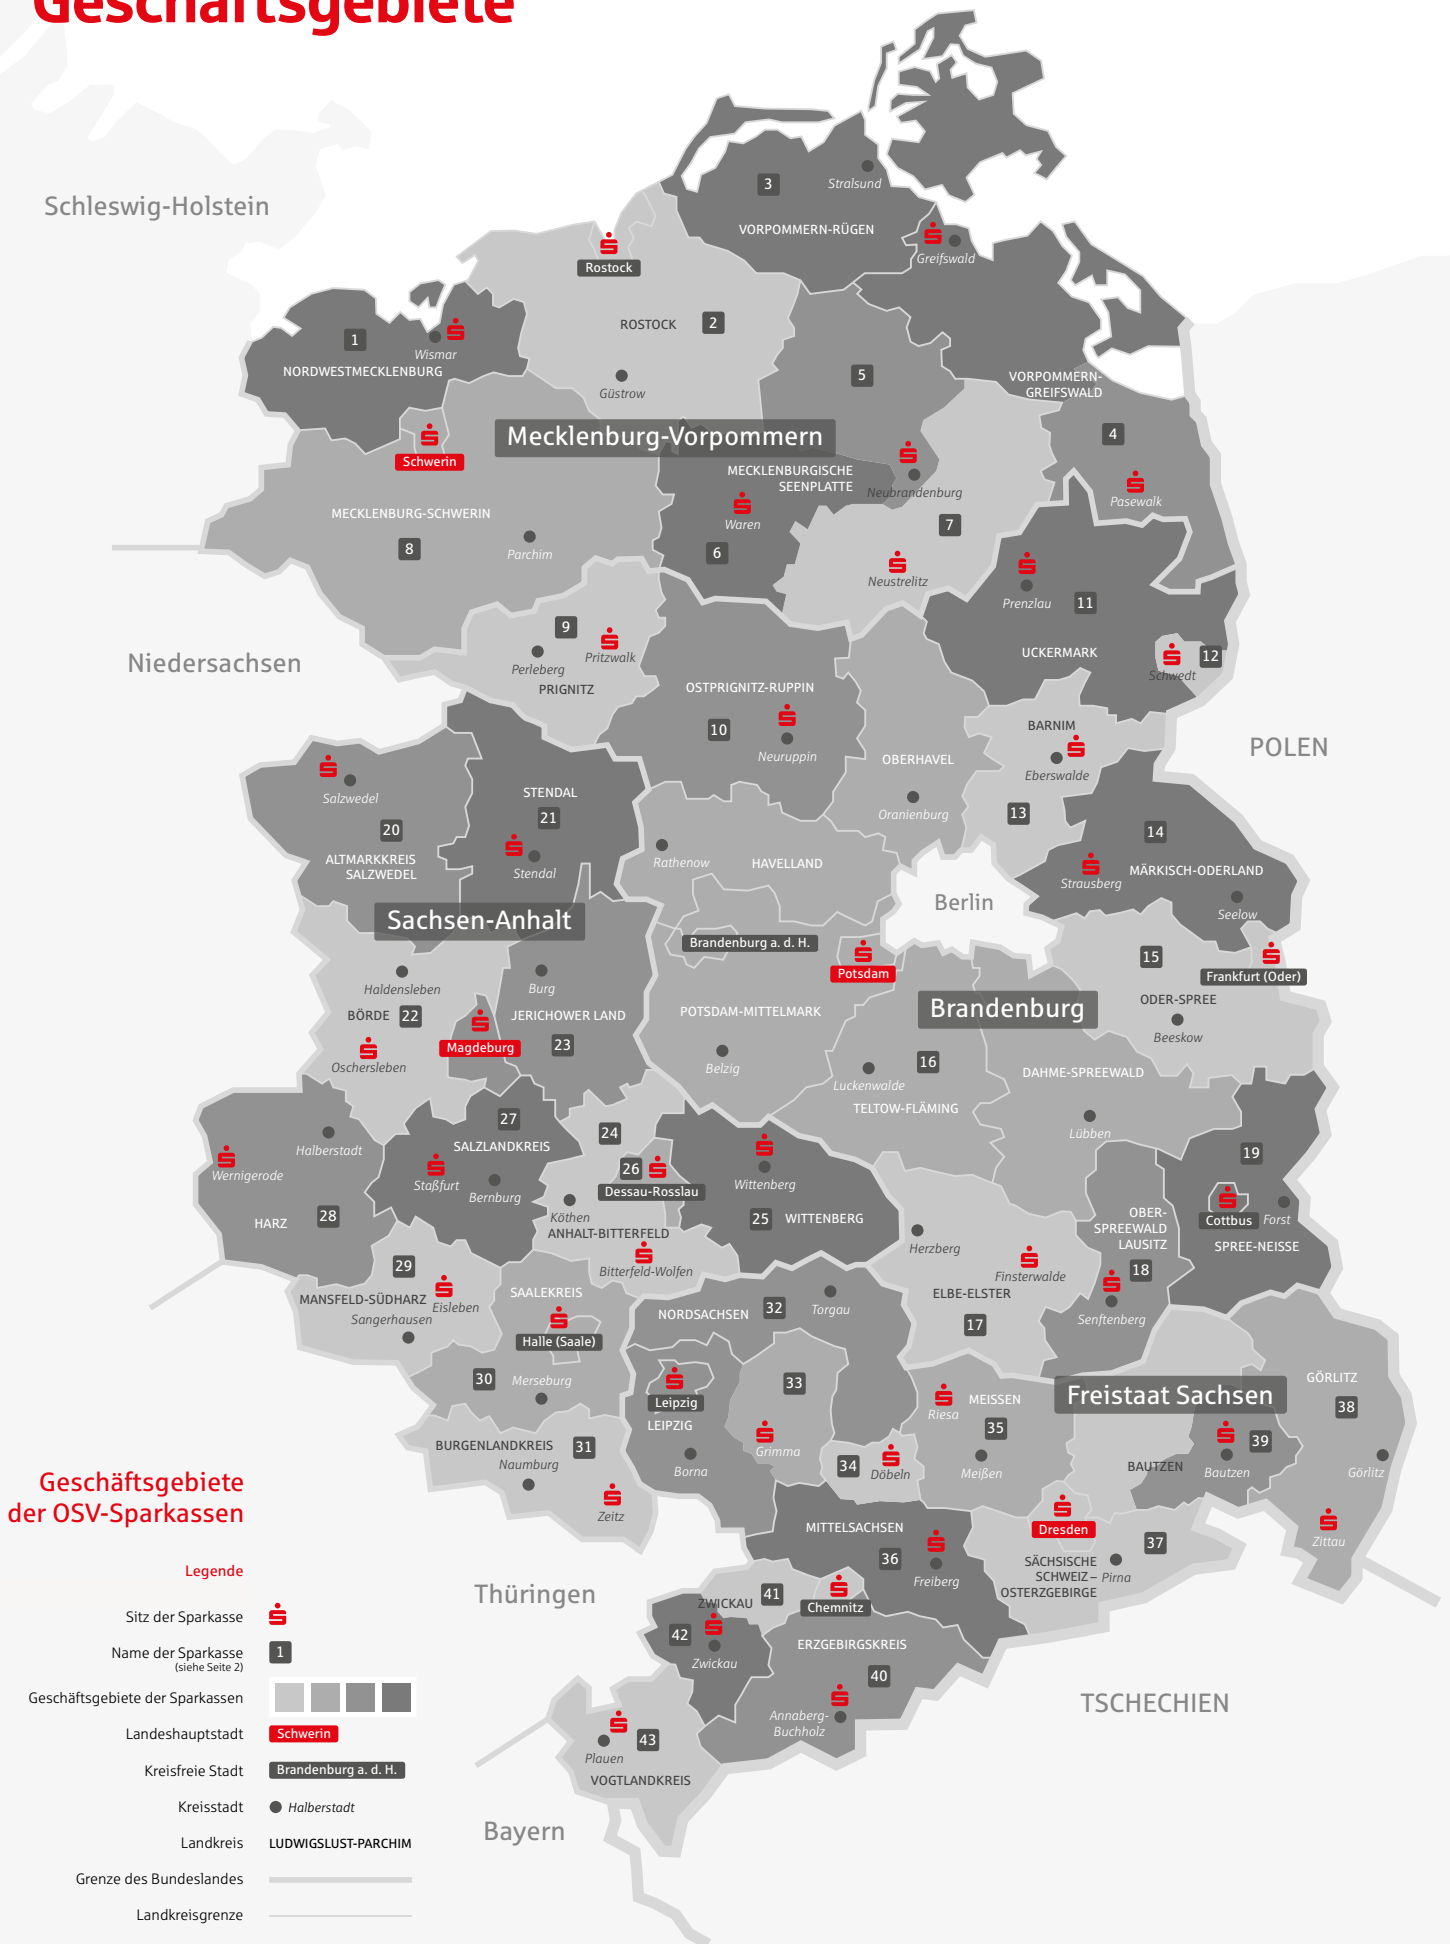 Geschäftsgebiete
Schleswig-Holstein
3
Stralsund
VORPOMMERN-RÜGEN
Greifswald
Rostock
ROSTOCK
2
1
Wismar
NORDWESTMECKLENBURG
Güstrow
5
VORPOMMERN-
GREIFSWALD
4
Mecklenburg-Vorpommern
Schwerin
MECKLENBURGISCHE
SEENPLATTE
Neubrandenburg
Pasewalk
MECKLENBURG-SCHWERIN
Waren
7
8
Parchim
6
Neustrelitz
Prenzlau
11
9
Pritzwalk
Perleberg
PRIGNITZ
UCKERMARK
12
Schwedt
Niedersachsen
OSTPRIGNITZ-RUPPIN
10
Neuruppin
BARNIM
Eberswalde
OBERHAVEL
POLEN
Salzwedel
STENDAL
21
Oranienburg
13
20
14
ALTMARKKREIS
SALZWEDEL
Stendal
Rathenow
HAVELLAND
Strausberg
MÄRKISCH-ODERLAND
Berlin
Seelow
Sachsen-Anhalt
Brandenburg a. d. H.
Potsdam
15
Frankfurt (Oder)
Haldensleben
Burg
ODER-SPREE
Brandenburg
BÖRDE
22
JERICHOWER LAND
POTSDAM-MITTELMARK
Beeskow
Magdeburg
23
Oschersleben
Belzig
16
Luckenwalde
DAHME-SPREEWALD
TELTOW-FLÄMING
27
24
Lübben
Halberstadt
SALZLANDKREIS
19
Wernigerode
Staßfurt
Bernburg
26
Dessau-Rosslau
Wittenberg
HARZ
28
Köthen
25
WITTENBERG
OBER-
SPREEWALD
LAUSITZ
Cottbus
Forst
ANHALT-BITTERFELD
Herzberg
SPREE-NEISSE
29
Bitterfeld-Wolfen
Finsterwalde
18
MANSFELD-SÜDHARZ
Eisleben
SAALEKREIS
ELBE-ELSTER
Sangerhausen
NORDSACHSEN
32
Torgau
Senftenberg
Halle (Saale)
17
30
Merseburg
33
GÖRLITZ
Leipzig
Riesa
MEISSEN
Freistaat Sachsen
38
LEIPZIG
35
BURGENLANDKREIS
31
Grimma
39
Naumburg
Borna
34
Döbeln
Meißen
BAUTZEN
Bautzen
Görlitz
Geschäftsgebiete
der OSV-Sparkassen
Zeitz
MITTELSACHSEN
Dresden
Zittau
37
36
SÄCHSISCHE
SCHWEIZ –
OSTERZGEBIRGE
Pirna
Freiberg
Legende
Thüringen
41
ZWICKAU
Chemnitz
Sitz der Sparkasse
42
ERZGEBIRGSKREIS
Name der Sparkasse
(siehe Seite 2)
1
Zwickau
40
Geschäftsgebiete der Sparkassen
TSCHECHIEN
Annaberg-
Buchholz
Landeshauptstadt
Schwerin
43
Plauen
Kreisfreie Stadt
Brandenburg a. d. H.
VOGTLANDKREIS
Kreisstadt
Halberstadt
Bayern
Landkreis
LUDWIGSLUST-PARCHIM
Grenze des Bundeslandes
Landkreisgrenze